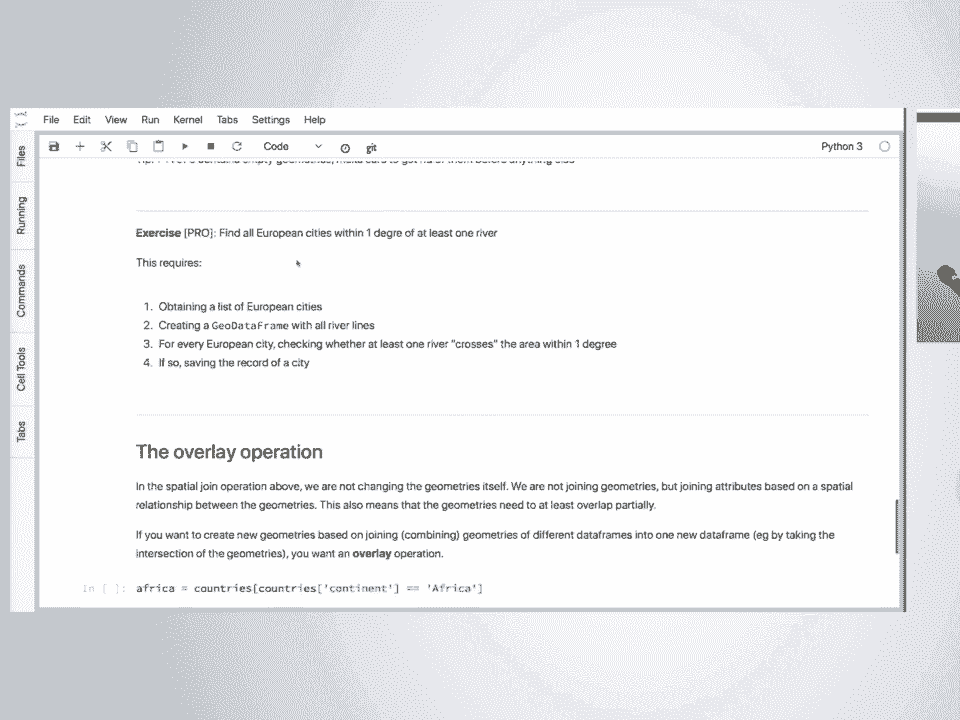 File Edit View Run Kernel Tabs Settings Help
Code
git
Python 3
Files
Running
Commands
Cell Tools
Tabs
Exercise [PRO]: Find all European cities within 1 degre of at least one river
This requires:
1. Obtaining a list of European cities
2. Creating a GeoDataFrame with all river lines
3. For every European city, checking whether at least one river "crosses" the area within 1 degree
4. If so, saving the record of a city
The overlay operation
In the spatial join operation above, we are not changing the geometries itself. We are not joining geometries, but joining attributes based on a spatial
relationship between the geometries. This also means that the geometries need to at least overlap partially.
If you want to create new geometries based on joining (combining) geometries of different dataframes into one new dataframe (eg by taking the
intersection of the geometries), you want an overlay operation.
In [ ]: africa = countries[countries['continent'] == 'Africa']